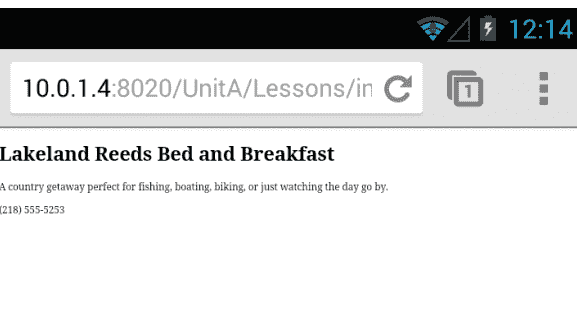 12:14
10.0.1.4:8020/UnitA/Lessons/in
1
Lakeland Reeds Bed and Breakfast
A country getaway perfect for fishing, boating, biking, or just watching the day go by.
(218) 555-5253